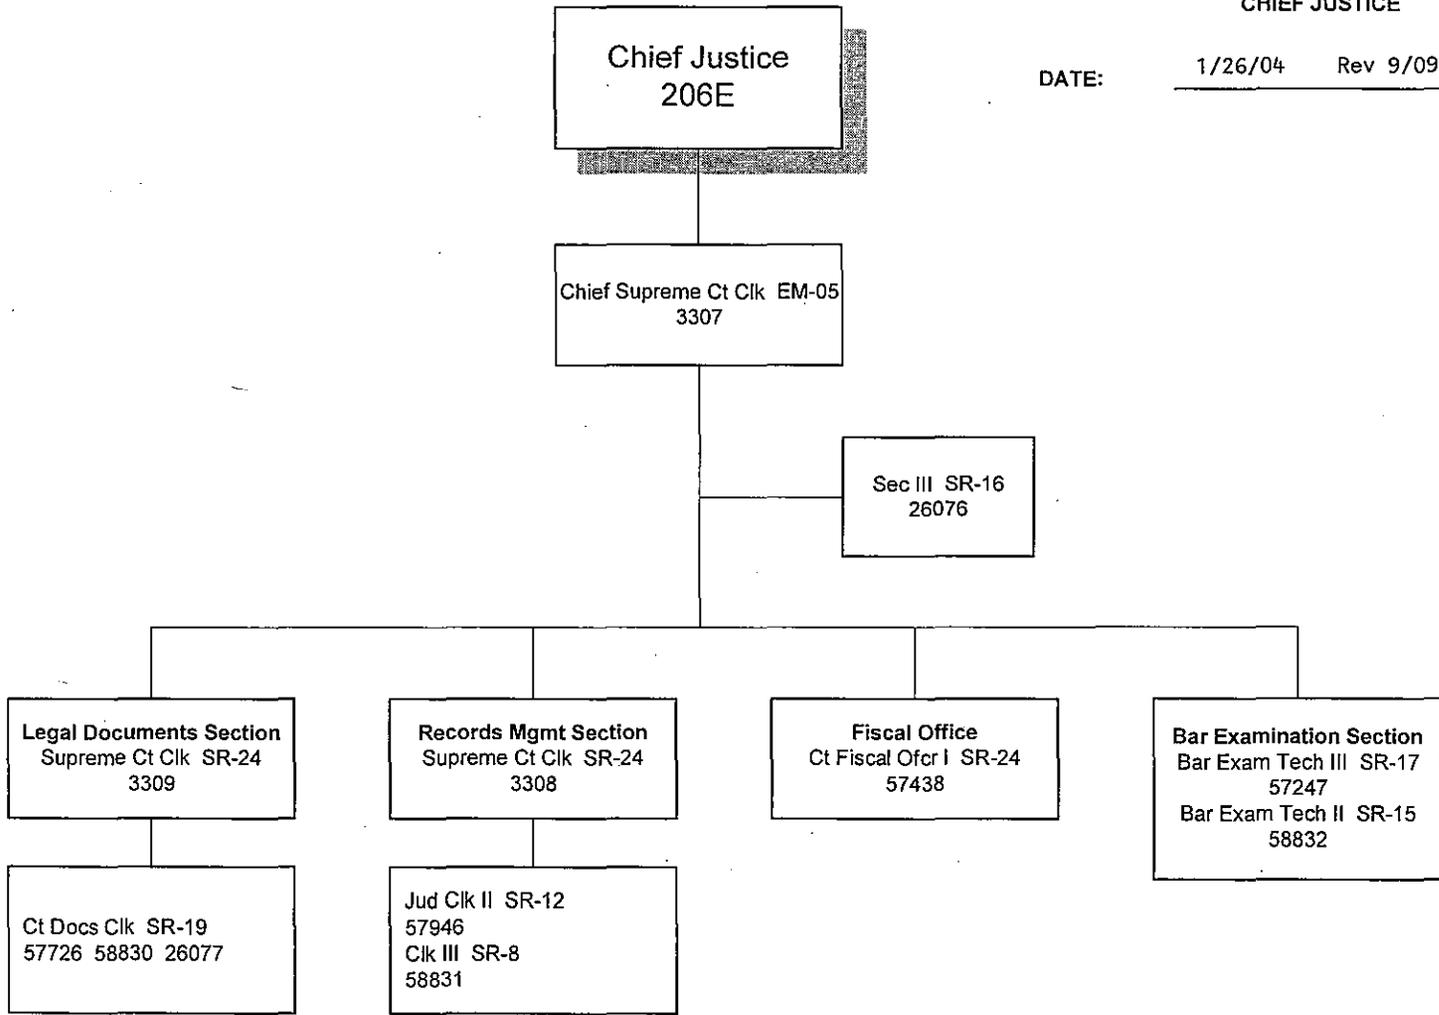 CHIEF JUSTICE
DATE: 1/26/04 Rev 9/09
Chief Justice
206E
Chief Supreme Ct Clk EM-05
3307
Sec III SR-16
26076
Legal Documents Section
Supreme Ct Clk SR-24
3309
Records Mgmt Section
Supreme Ct Clk SR-24
3308
Fiscal Office
Ct Fiscal Ofcr I SR-24
57438
Bar Examination Section
Bar Exam Tech III SR-17
57247
Bar Exam Tech II SR-15
58832
Ct Docs Clk SR-19
57726 58830 26077
Jud Clk II SR-12
57946
Clk III SR-8
58831